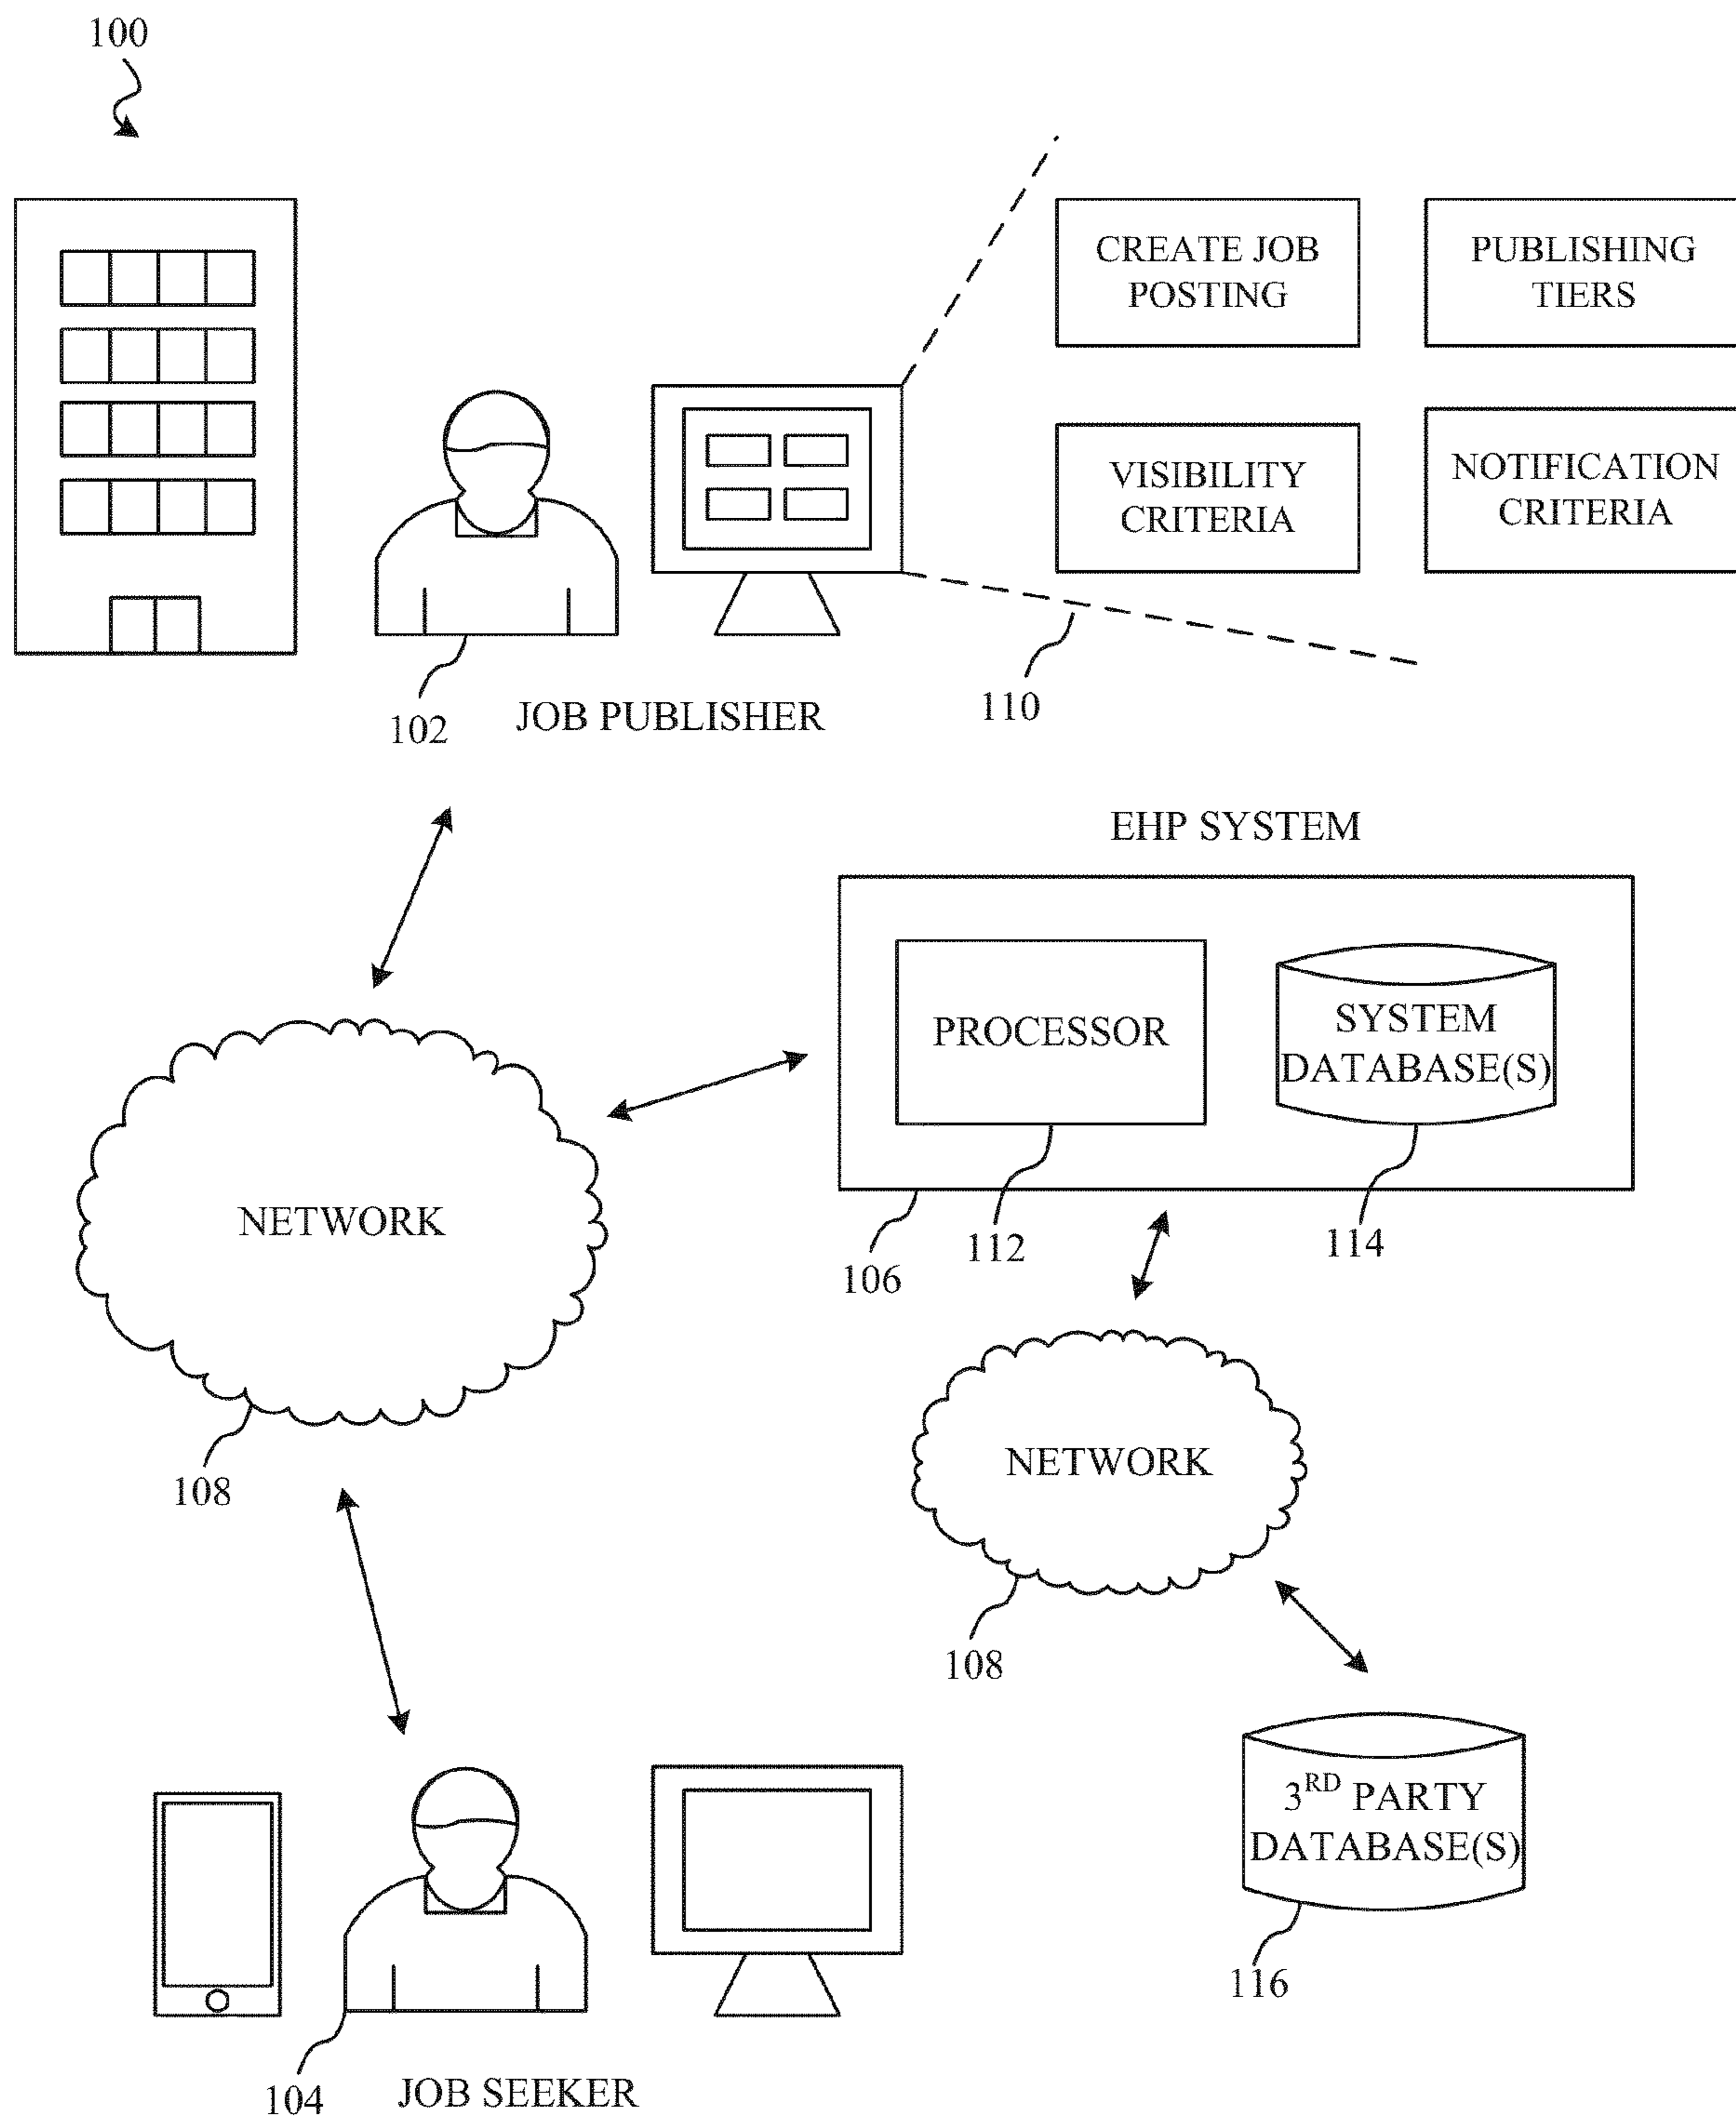 100
CREATE JOB
POSTING
PUBLISHING
TIERS
VISIBILITY
CRITERIA
NOTIFICATION
CRITERIA
102
JOB PUBLISHER
110
EHP SYSTEM
PROCESSOR
SYSTEM
DATABASE(S)
112
114
106
NETWORK
108
NETWORK
108
3RD PARTY
DATABASE(S)
116
104
JOB SEEKER